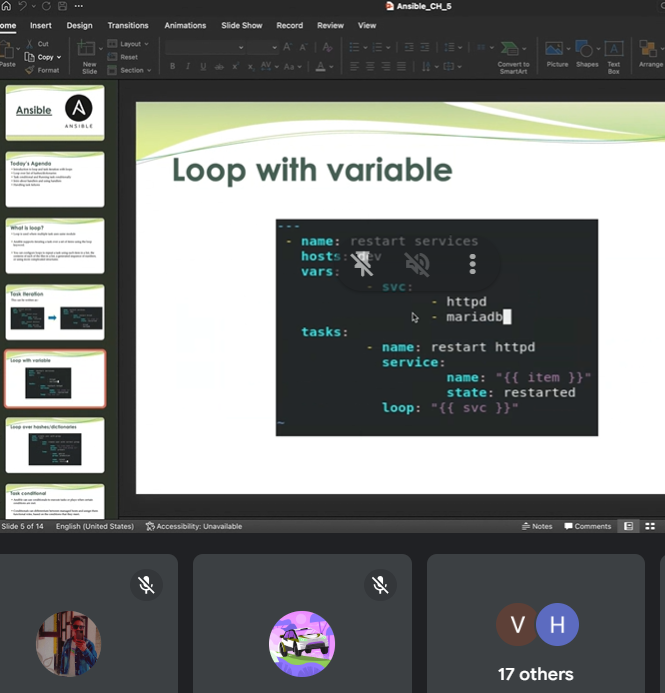 Ansible_CH_5
ome Insert Design Transitions Animations Slide Show Record Review View
Paste
Cut
Copy
Format
New
Slide
Layout
Reset
Section
Convert to
SmartArt
Picture
Shapes
Text
Box
Arrange
Ansible
ANSIBLE
Today's Agenda
What is loop?
Task Iteration
Loop with variable
Loop over hashes/dictionaries
Task conditional
Loop with variable
---
- name: restart services
hosts: dev
vars:
- svc:
- httpd
- mariadb
tasks:
- name: restart httpd
service:
name: "{{ item }}"
state: restarted
loop: "{{ svc }}"
~
Slide 5 of 14 English (United States) Accessibility: Unavailable
Notes Comments
V H
17 others